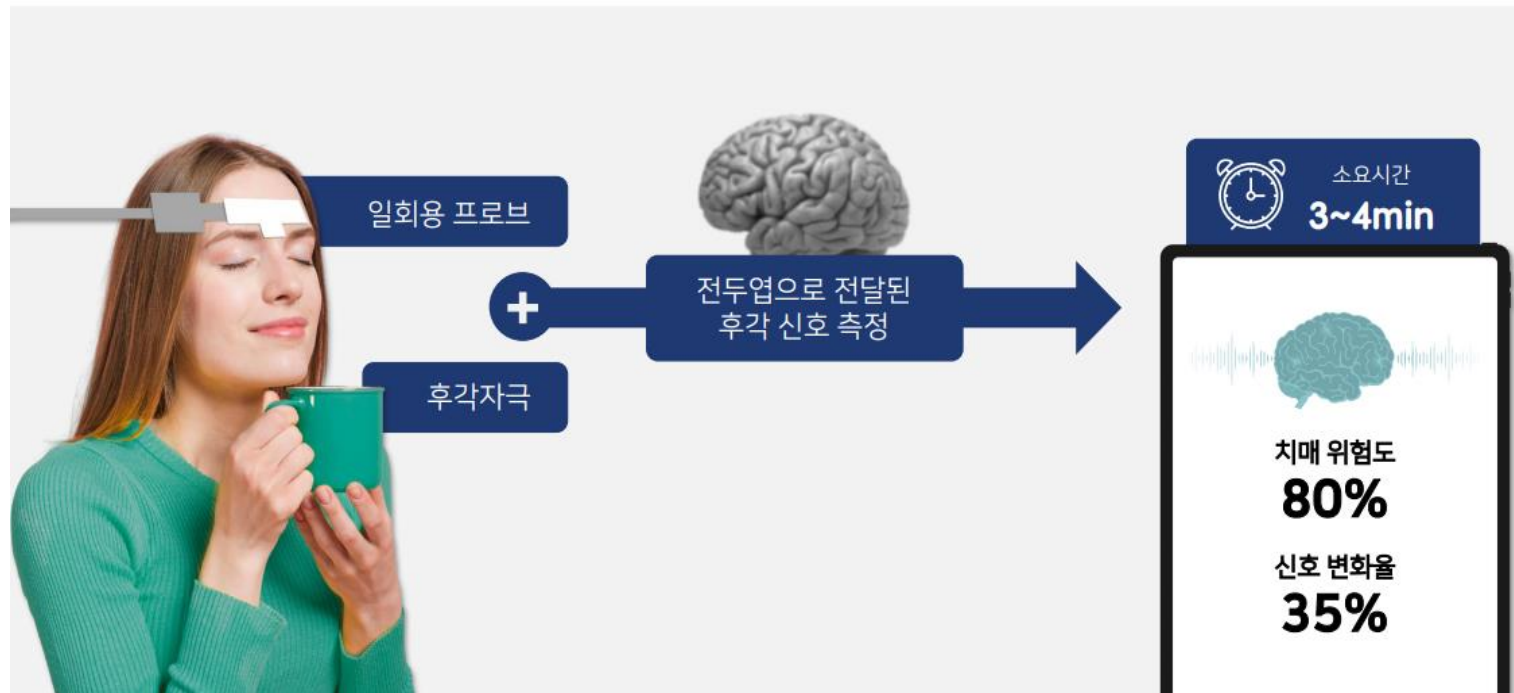 일회용 프로브
+
후각자극
전두엽으로 전달된
후각 신호 측정
소요시간
3~4min
치매 위험도
80%
신호 변화율
35%